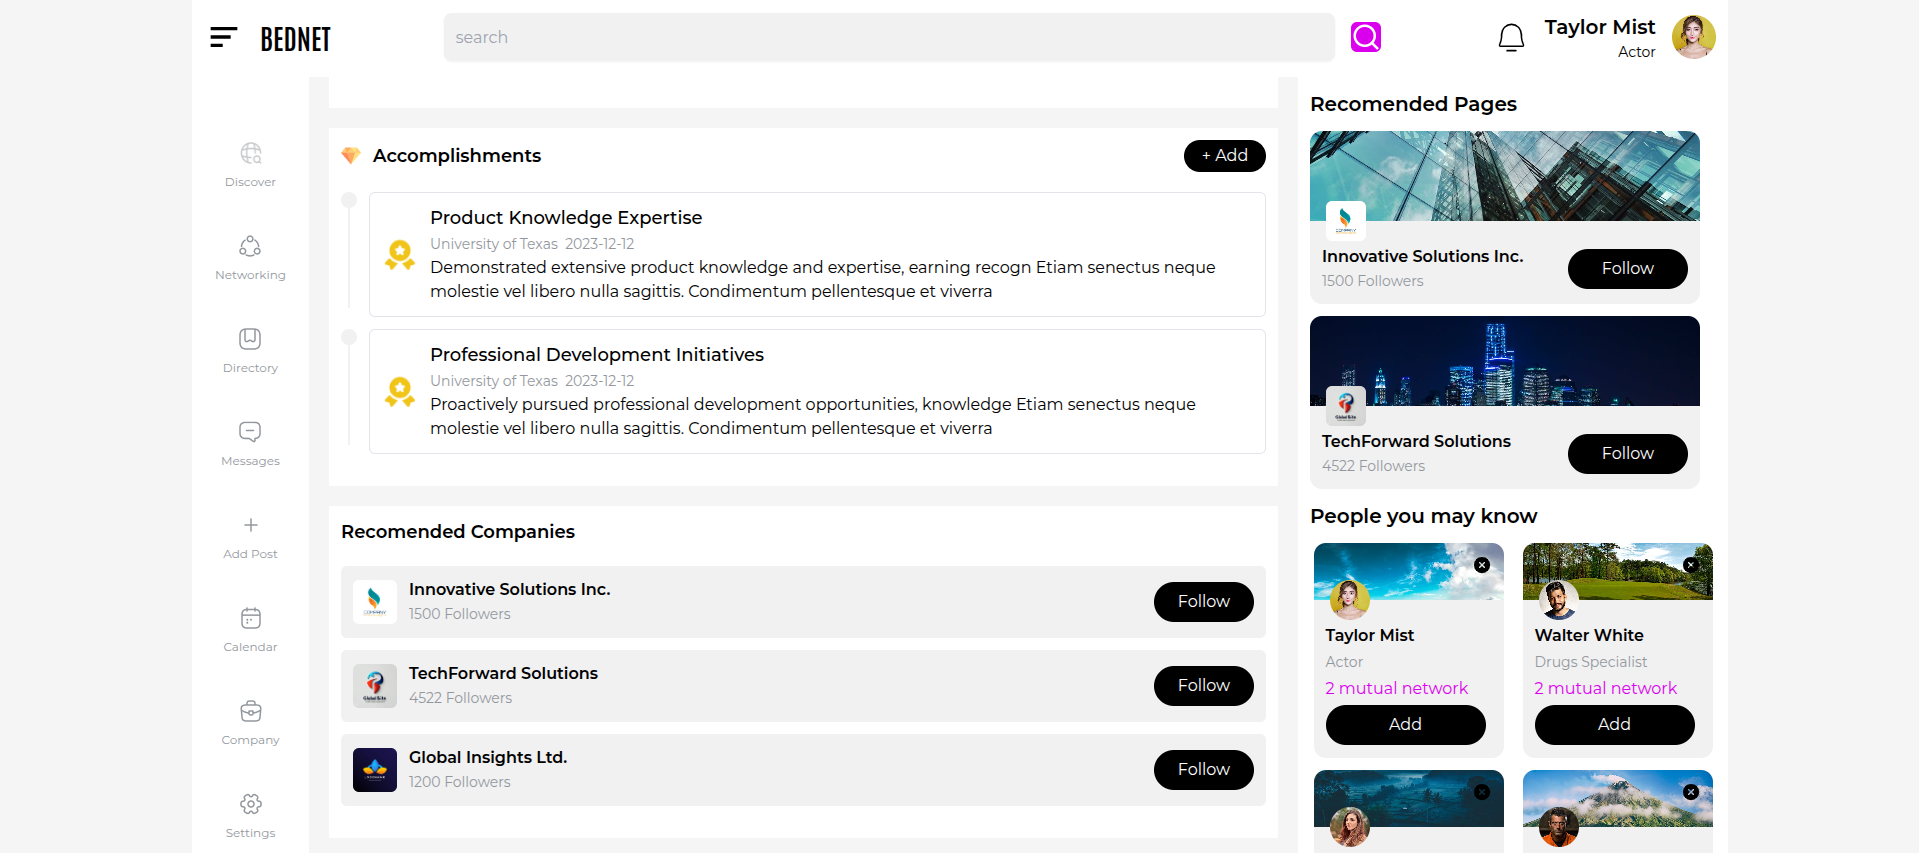 BEDNET
search
Taylor Mist
Actor
Discover
Networking
Directory
Messages
Add Post
Calendar
Company
Settings
Accomplishments
+ Add
Product Knowledge Expertise
University of Texas 2023-12-12
Demonstrated extensive product knowledge and expertise, earning recogn Etiam senectus neque
molestie vel libero nulla sagittis. Condimentum pellentesque et viverra
Professional Development Initiatives
University of Texas 2023-12-12
Proactively pursued professional development opportunities, knowledge Etiam senectus neque
molestie vel libero nulla sagittis. Condimentum pellentesque et viverra
Recomended Companies
COMPANY
Innovative Solutions Inc.
1500 Followers
Follow
TechForward Solutions
4522 Followers
Follow
Global Insights Ltd.
1200 Followers
Follow
Recomended Pages
COMPANY
Innovative Solutions Inc.
1500 Followers
Follow
TechForward Solutions
4522 Followers
Follow
People you may know
Taylor Mist
Actor
2 mutual network
Add
Walter White
Drugs Specialist
2 mutual network
Add